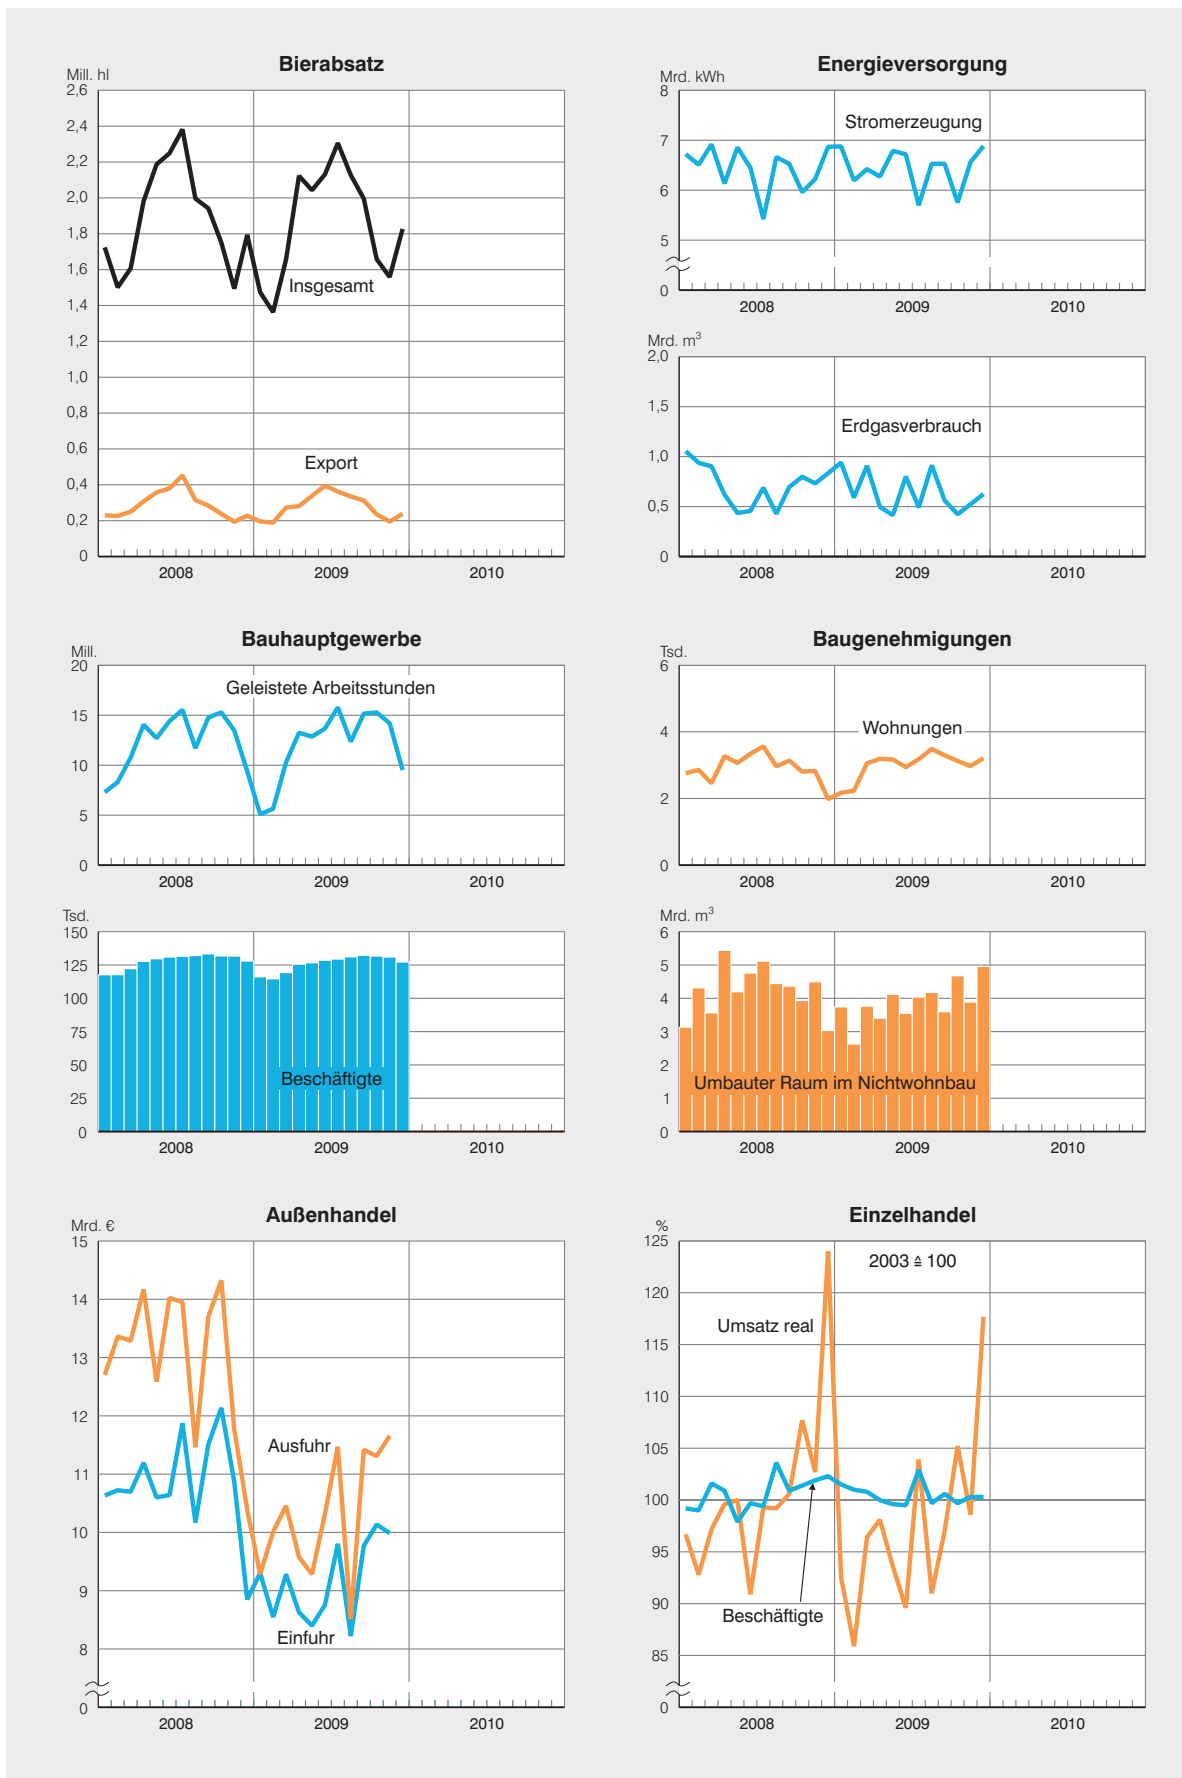 Bierabsatz
Mill. hl
2,6
2,4
2,2
2,0
1,8
1,6
1,4
1,2
1,0
0,8
0,6
0,4
0,2
0
Insgesamt
Export
2008 2009 2010
Energieversorgung
Mrd. kWh
8
7
6
5
0
Stromerzeugung
2008 2009 2010
Mrd. m³
2,0
1,5
1,0
0,5
0
Erdgasverbrauch
2008 2009 2010
Bauhauptgewerbe
Mill.
20
15
10
5
0
Geleistete Arbeitsstunden
2008 2009 2010
Tsd.
150
125
100
75
50
25
0
Beschäftigte
2008 2009 2010
Baugenehmigungen
Tsd.
6
4
2
0
Wohnungen
2008 2009 2010
Mrd. m³
6
5
4
3
2
1
0
Umbauter Raum im Nichtwohnbau
2008 2009 2010
Außenhandel
Mrd. €
15
14
13
12
11
10
9
8
0
Ausfuhr
Einfuhr
2008 2009 2010
Einzelhandel
%
125
120
115
110
105
100
95
90
85
0
2003 ≙ 100
Umsatz real
Beschäftigte
2008 2009 2010